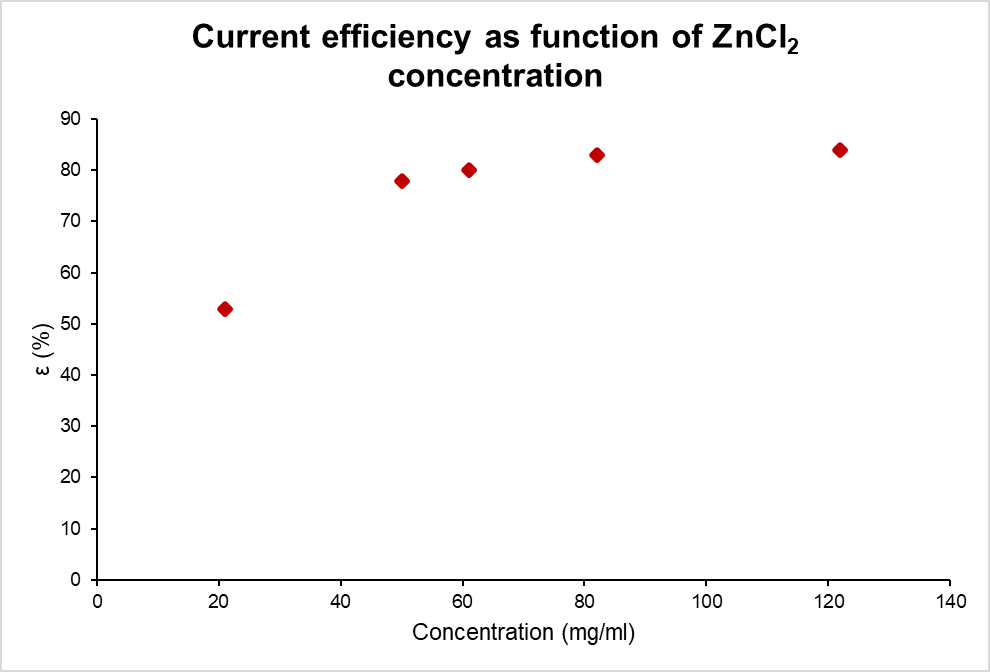 Current efficiency as function of ZnCl₂
concentration
90
80
70
60
50
40
30
20
10
0
ε (%)
0 20 40 60 80 100 120 140
Concentration (mg/ml)